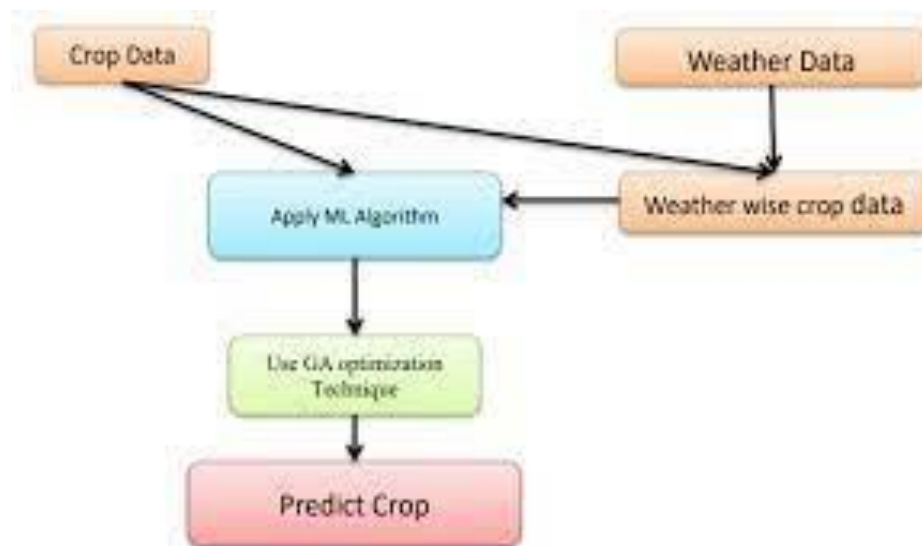 Crop Data
Weather Data
Apply ML Algorithm
Weather wise crop data
Use GA optimization
Technique
Predict Crop